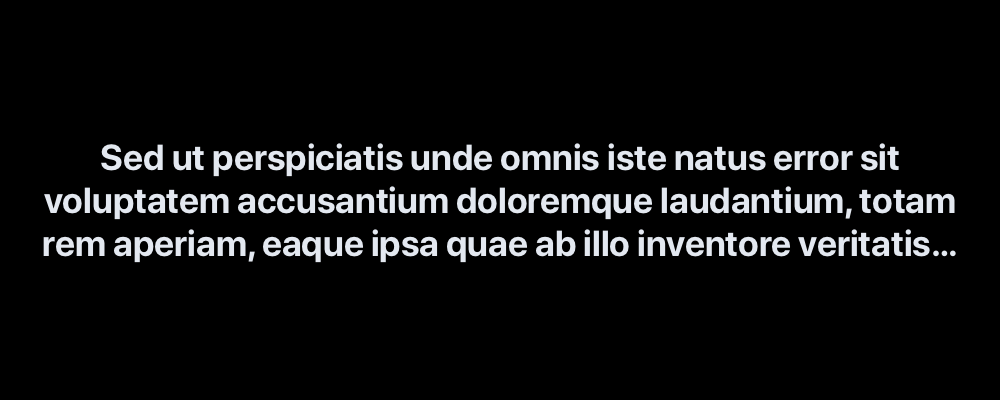 Sed ut perspiciatis unde omnis iste natus error sit
voluptatem accusantium doloremque laudantium, totam
rem aperiam, eaque ipsa quae ab illo inventore veritatis...